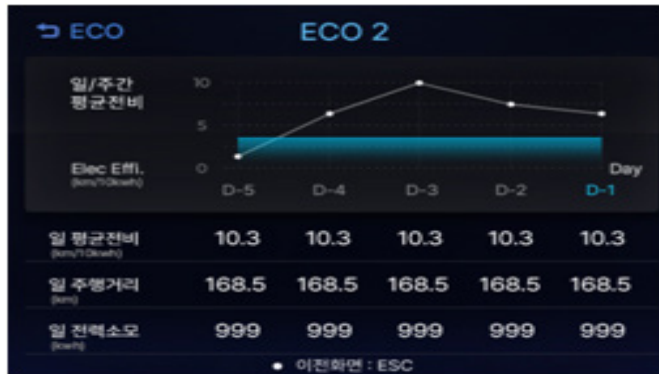 ECO
ECO 2
일/주간
평균전비
10
5
0
Elec Effi.
(km/10kwh)
Day
D-5 D-4 D-3 D-2 D-1
일 평균전비 10.3 10.3 10.3 10.3 10.3
(km/10kwh)
일 주행거리 168.5 168.5 168.5 168.5 168.5
(km)
일 전력소모 999 999 999 999 999
(kwh)
이전화면 : ESC